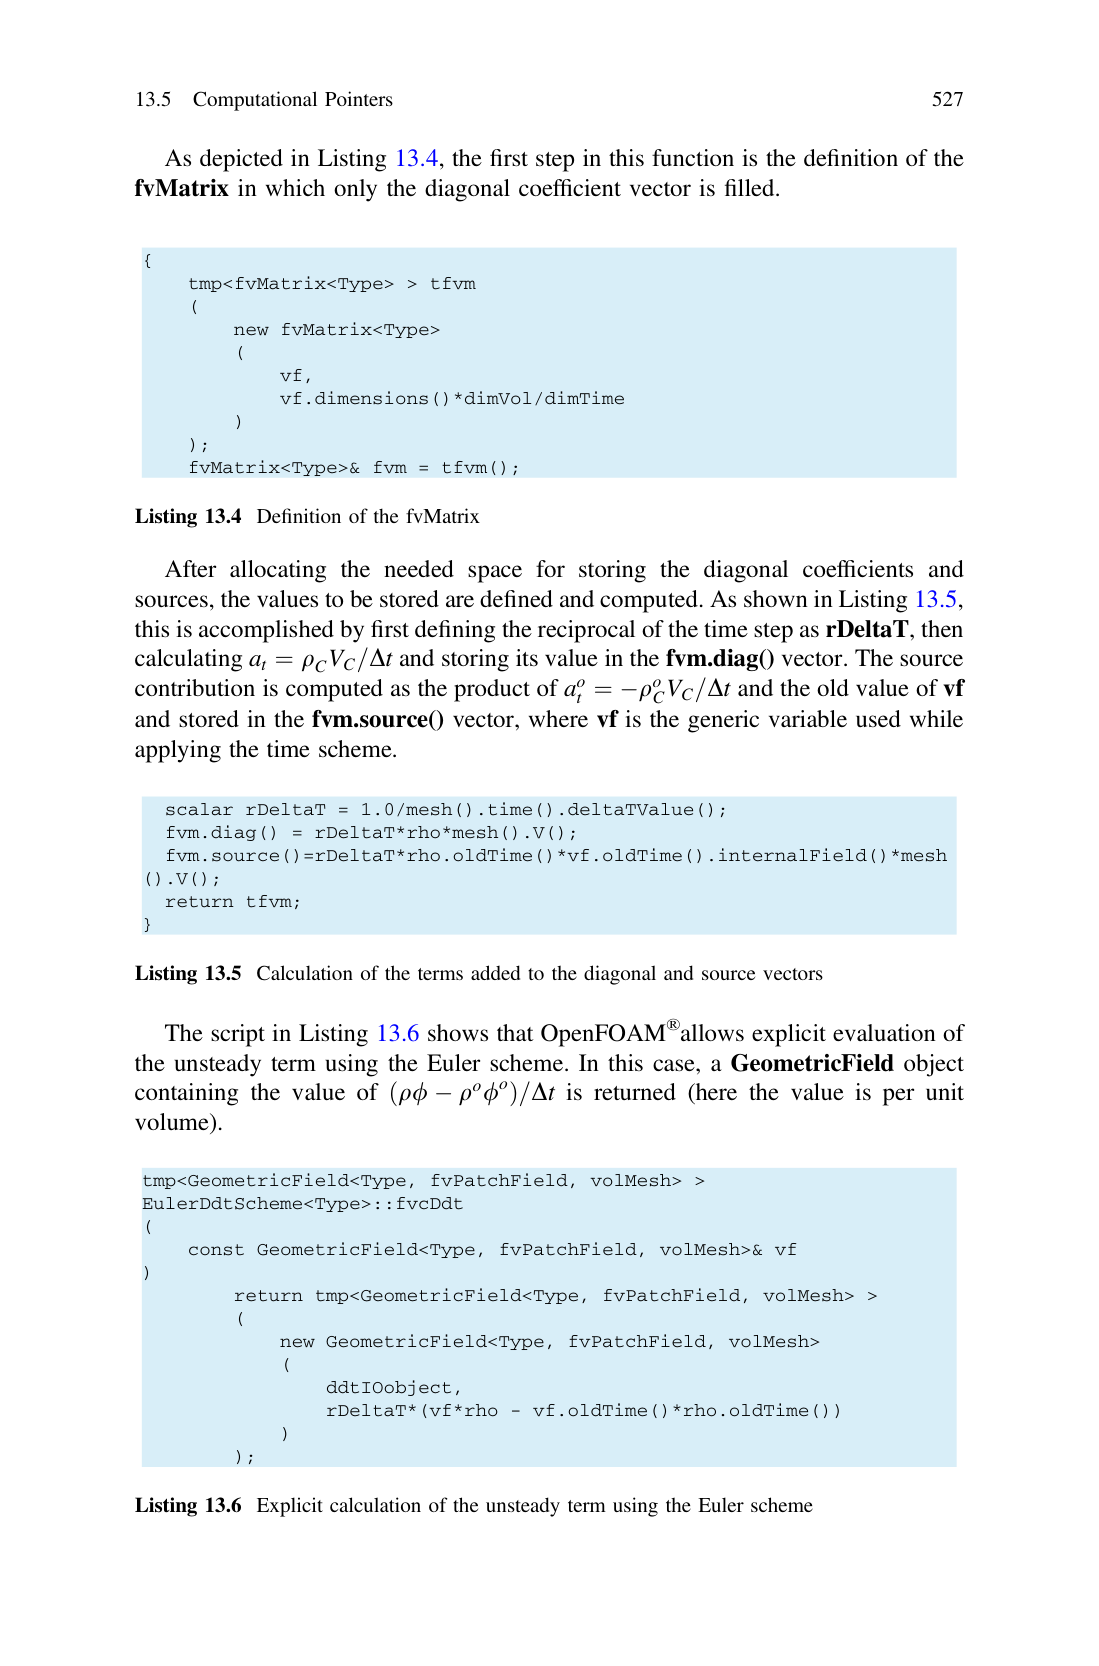 13.5 Computational Pointers 527
As depicted in Listing 13.4, the first step in this function is the definition of the
fvMatrix in which only the diagonal coefficient vector is filled.
{
    tmp<fvMatrix<Type> > tfvm
    (
        new fvMatrix<Type>
        (
            vf,
            vf.dimensions()*dimVol/dimTime
        )
    );
    fvMatrix<Type>& fvm = tfvm();
Listing 13.4 Definition of the fvMatrix
After allocating the needed space for storing the diagonal coefficients and
sources, the values to be stored are defined and computed. As shown in Listing 13.5,
this is accomplished by first defining the reciprocal of the time step as rDeltaT, then
calculating a_t = ρ_C V_C/Δt and storing its value in the fvm.diag() vector. The source
contribution is computed as the product of a_t^o = −ρ_C^o V_C/Δt and the old value of vf
and stored in the fvm.source() vector, where vf is the generic variable used while
applying the time scheme.
  scalar rDeltaT = 1.0/mesh().time().deltaTValue();
  fvm.diag() = rDeltaT*rho*mesh().V();
  fvm.source()=rDeltaT*rho.oldTime()*vf.oldTime().internalField()*mesh
().V();
  return tfvm;
}
Listing 13.5 Calculation of the terms added to the diagonal and source vectors
The script in Listing 13.6 shows that OpenFOAM®allows explicit evaluation of
the unsteady term using the Euler scheme. In this case, a GeometricField object
containing the value of (ρϕ − ρ^oϕ^o)/Δt is returned (here the value is per unit
volume).
tmp<GeometricField<Type, fvPatchField, volMesh> >
EulerDdtScheme<Type>::fvcDdt
(
    const GeometricField<Type, fvPatchField, volMesh>& vf
)
        return tmp<GeometricField<Type, fvPatchField, volMesh> >
        (
            new GeometricField<Type, fvPatchField, volMesh>
            (
                ddtIOobject,
                rDeltaT*(vf*rho - vf.oldTime()*rho.oldTime())
            )
        );
Listing 13.6 Explicit calculation of the unsteady term using the Euler scheme